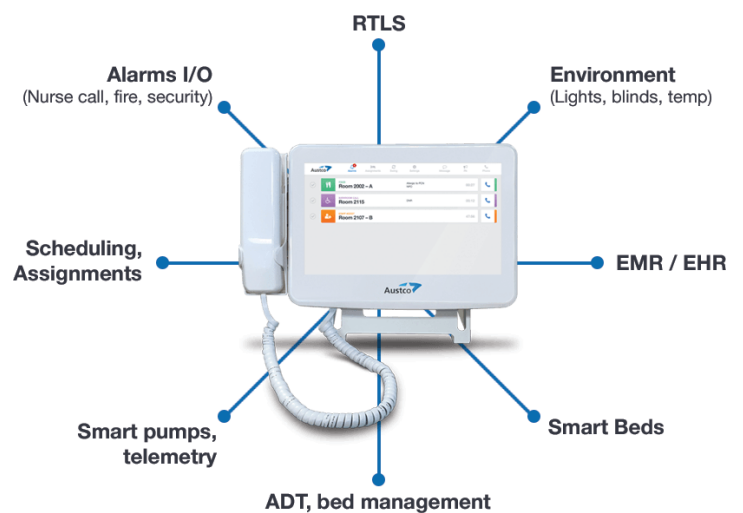 RTLS
Alarms I/O
(Nurse call, fire, security)
Environment
(Lights, blinds, temp)
Austco
Room 2002 – A
Room 2115
Room 2107 – B
Scheduling,
Assignments
EMR / EHR
Austco
Smart pumps,
telemetry
Smart Beds
ADT, bed management